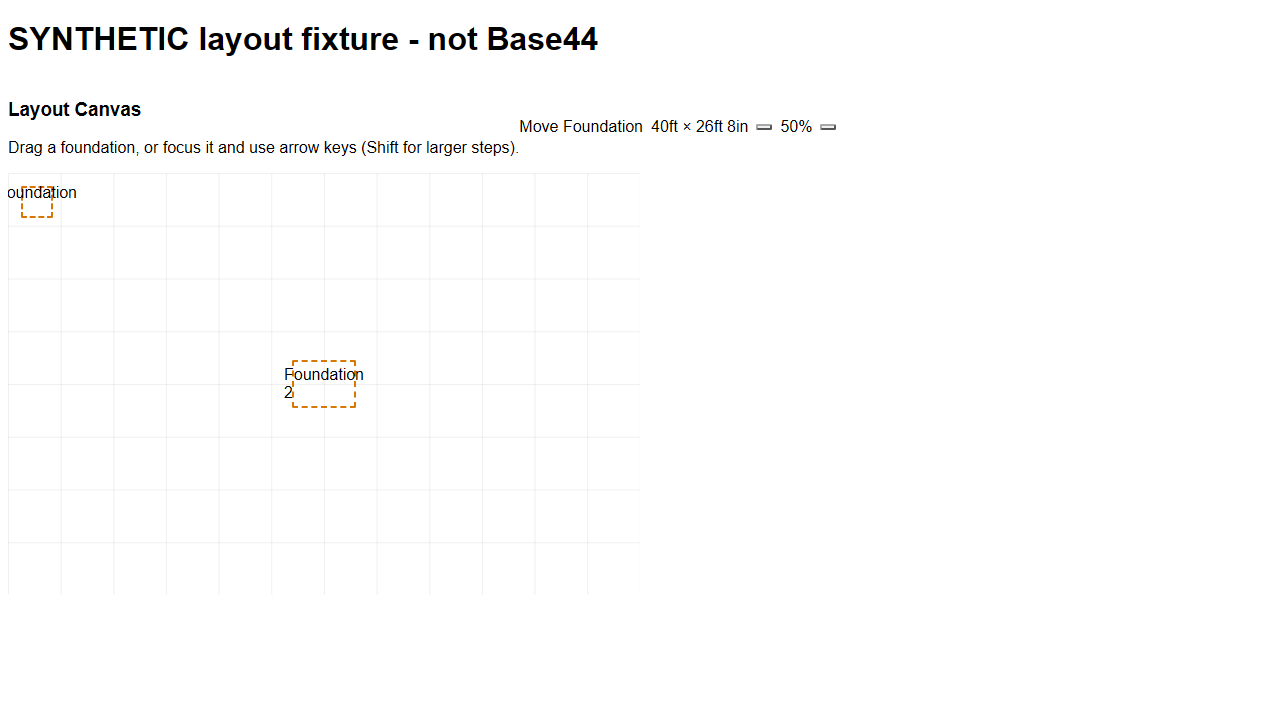 SYNTHETIC layout fixture - not Base44
Layout Canvas
Move Foundation 40ft × 26ft 8in 50%
Drag a foundation, or focus it and use arrow keys (Shift for larger steps).
oundation
Foundation
2